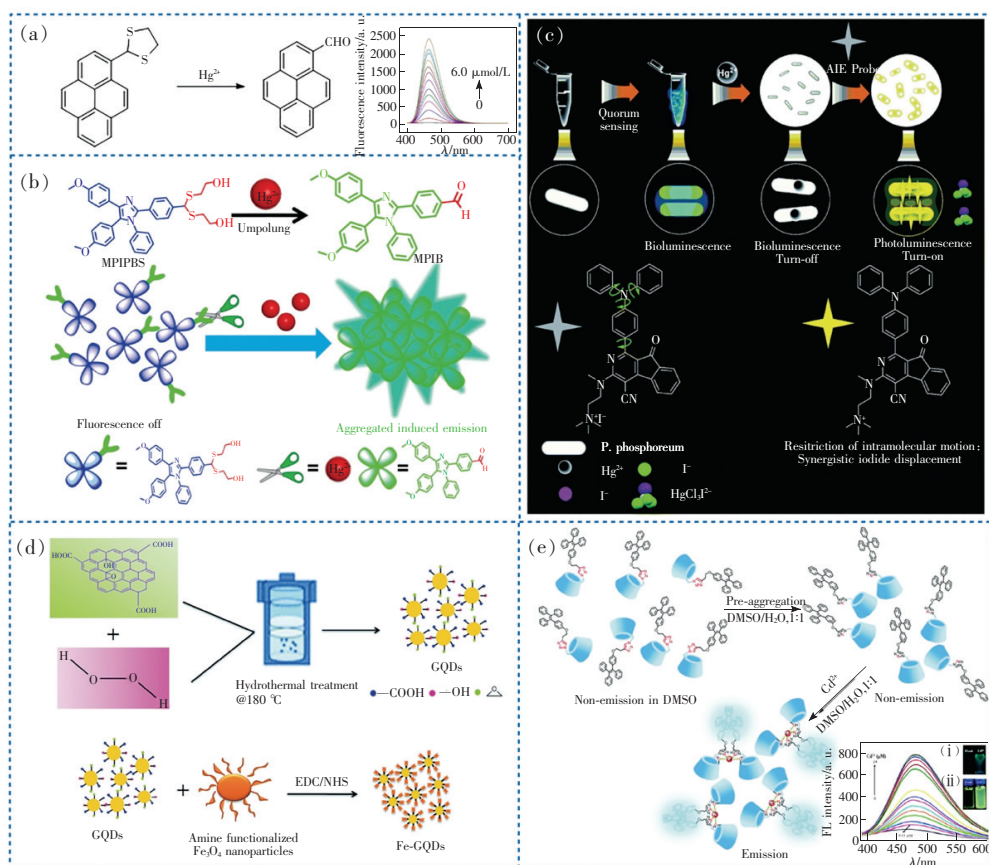 (a)
S
S
Hg2+
CHO
Fluorescence intensity/a. u.
2500
2000
1500
1000
5000
0
6.0 μmol/L
0
400
500
600
700
λ/nm
(b)
O
N
N
S
S
OH
OH
O
MPIPBS
Hg2+
Umpolung
O
N
N
O
H
O
MPIB
Fluorescence off
Aggregated induced emission
=
=
Hg2+
=
(c)
Quorum
sensing
Hg2+
AIE Probe
Bioluminescence
Bioluminescence
Turn-off
Photoluminescence
Turn-on
N
N
O
N
CN
N+I−
N
N
O
N
CN
N+
P. phosphoreum
Hg2+
I−
I−
HgCl3I2−
Resitriction of intramolecular motion:
Synergistic iodide displacement
(d)
COOH
HOOC
OH
O
COOH
+
H
O
O
H
Hydrothermal treatment
@180 ℃
GQDs
—COOH
—OH
GQDs
+
Amine functionalized
Fe3O4 nanoparticles
EDC/NHS
Fe-GQDs
(e)
Non-emission in DMSO
Pre-aggregation
DMSO/H2O,1:1
Non-emission
Cd2+
DMSO/H2O,1:1
Emission
FL intensity/a. u.
800
600
400
200
0
(i)
(ii)
400
450
500
550
600
λ/nm